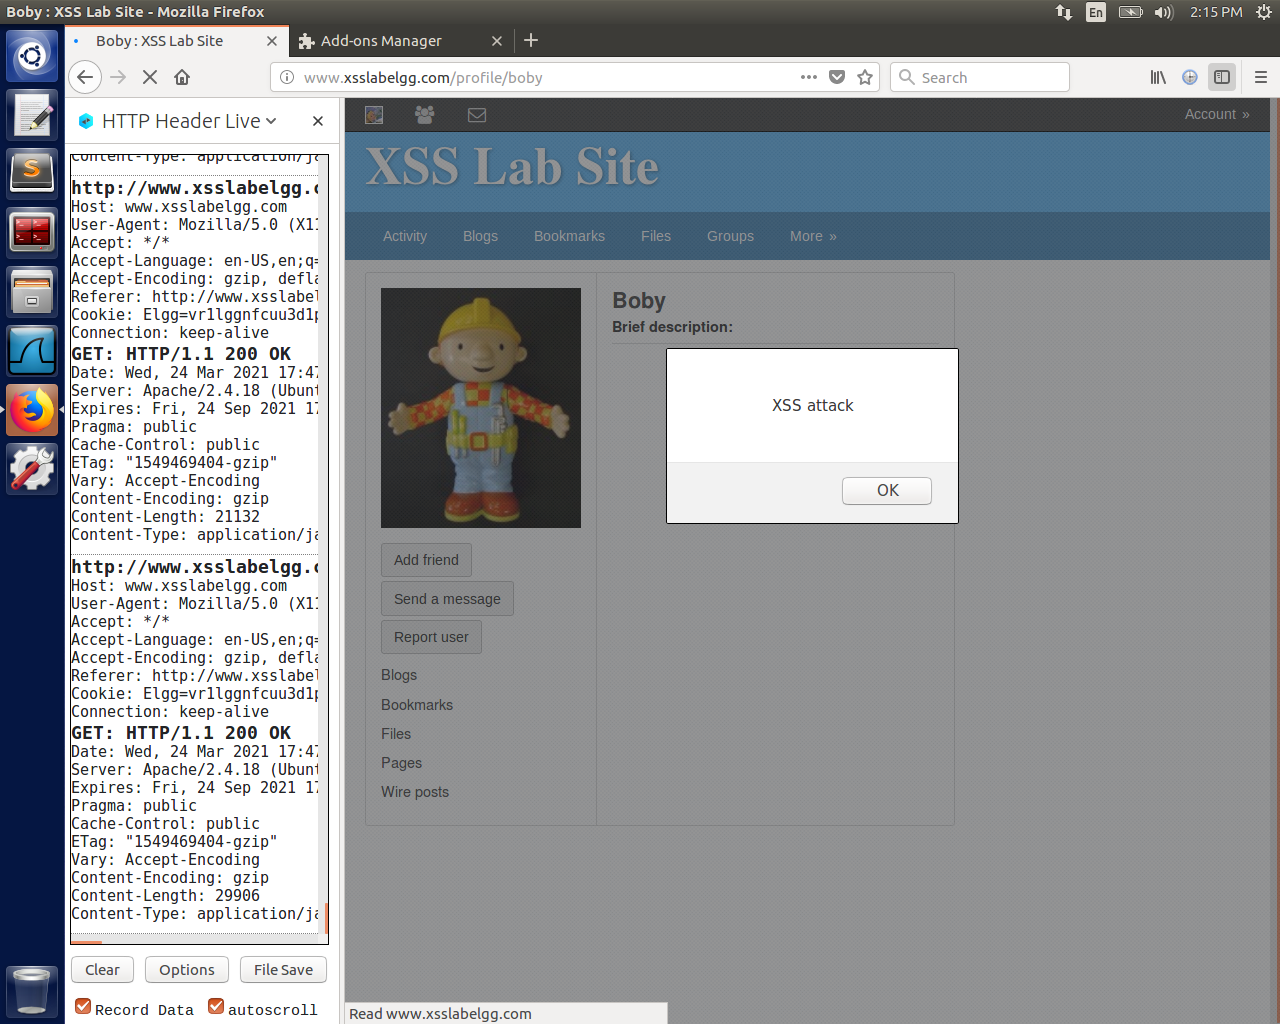 Boby : XSS Lab Site - Mozilla Firefox
En
2:15 PM
Boby : XSS Lab Site
Add-ons Manager
www.xsslabelgg.com/profile/boby
Search
HTTP Header Live
Content-Type: application/ja
http://www.xsslabelgg.c
Host: www.xsslabelgg.com
User-Agent: Mozilla/5.0 (X11
Accept: */*
Accept-Language: en-US,en;q=
Accept-Encoding: gzip, defla
Referer: http://www.xsslabel
Cookie: Elgg=vr1lggnfcuu3d1p
Connection: keep-alive
GET: HTTP/1.1 200 OK
Date: Wed, 24 Mar 2021 17:47
Server: Apache/2.4.18 (Ubunt
Expires: Fri, 24 Sep 2021 17
Pragma: public
Cache-Control: public
ETag: "1549469404-gzip"
Vary: Accept-Encoding
Content-Encoding: gzip
Content-Length: 21132
Content-Type: application/ja
http://www.xsslabelgg.c
Host: www.xsslabelgg.com
User-Agent: Mozilla/5.0 (X11
Accept: */*
Accept-Language: en-US,en;q=
Accept-Encoding: gzip, defla
Referer: http://www.xsslabel
Cookie: Elgg=vr1lggnfcuu3d1p
Connection: keep-alive
GET: HTTP/1.1 200 OK
Date: Wed, 24 Mar 2021 17:47
Server: Apache/2.4.18 (Ubunt
Expires: Fri, 24 Sep 2021 17
Pragma: public
Cache-Control: public
ETag: "1549469404-gzip"
Vary: Accept-Encoding
Content-Encoding: gzip
Content-Length: 29906
Content-Type: application/ja
Clear
Options
File Save
Record Data
autoscroll
Account »
XSS Lab Site
Activity
Blogs
Bookmarks
Files
Groups
More »
Boby
Brief description:
XSS attack
OK
Add friend
Send a message
Report user
Blogs
Bookmarks
Files
Pages
Wire posts
Read www.xsslabelgg.com